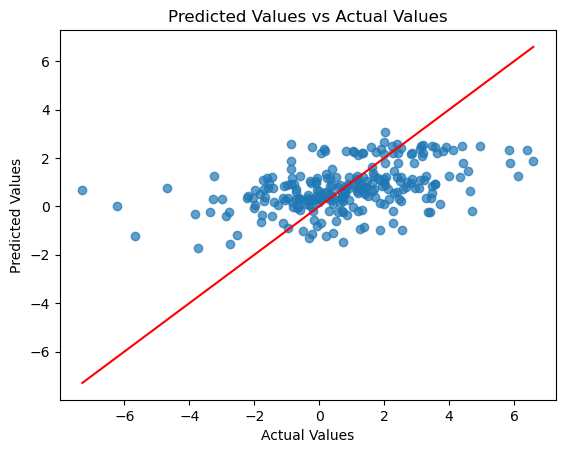 Predicted Values vs Actual Values
6
4
2
0
−2
−4
−6
Predicted Values
−6 −4 −2 0 2 4 6
Actual Values